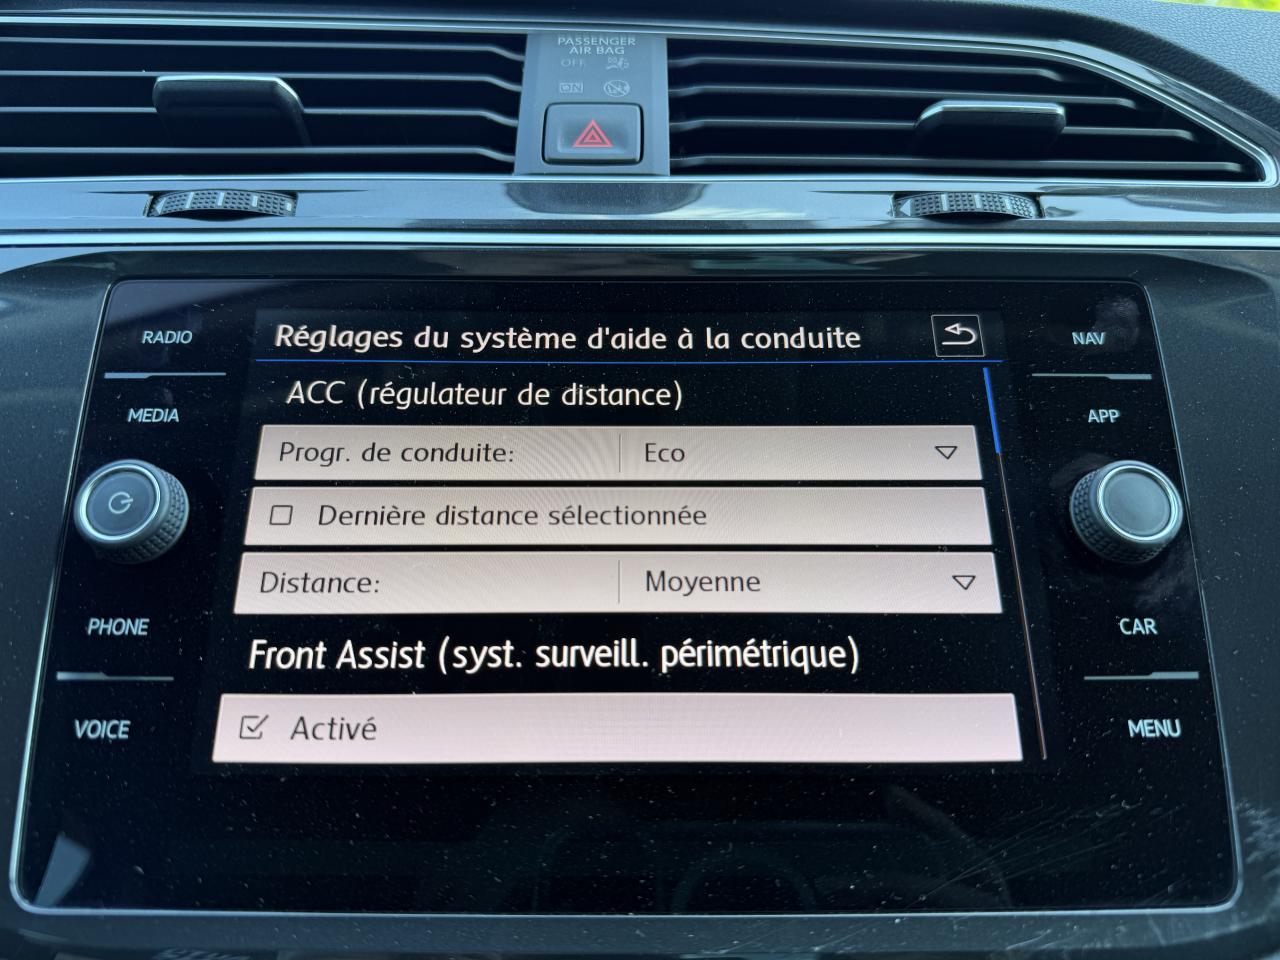 PASSENGER
AIR BAG
OFF
ON
RADIO
MEDIA
PHONE
VOICE
Réglages du système d'aide à la conduite
ACC (régulateur de distance)
Progr. de conduite: Eco
Dernière distance sélectionnée
Distance: Moyenne
Front Assist (syst. surveill. périmétrique)
Activé
NAV
APP
CAR
MENU